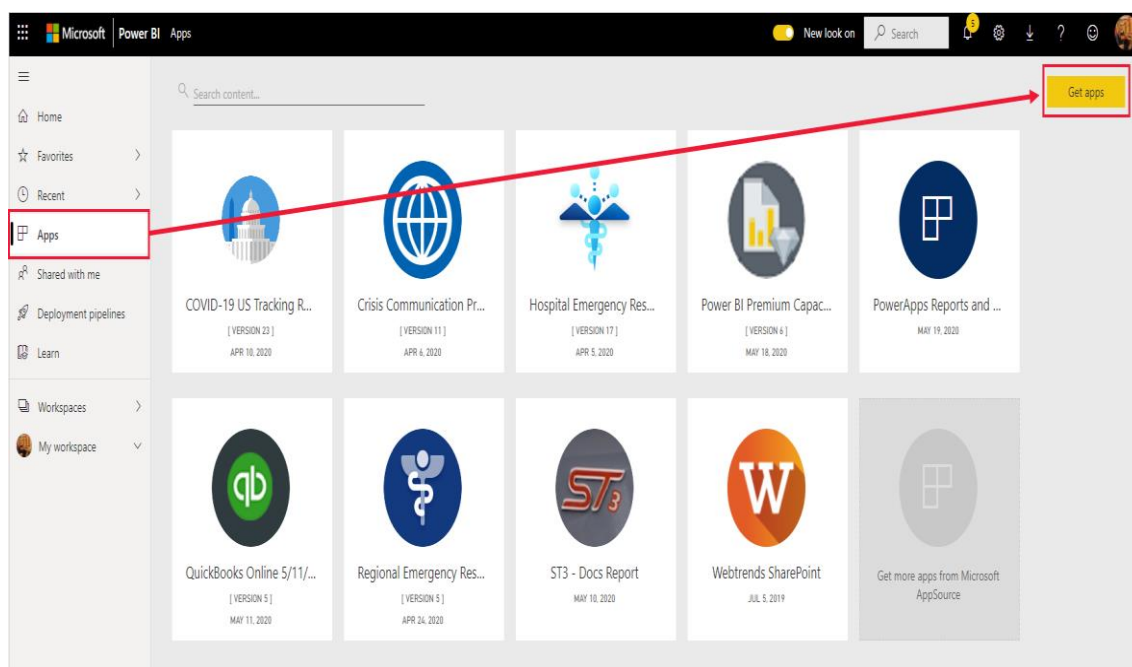 Microsoft Power BI Apps New look on Search 5 ?
Search content...
Get apps
Home
Favorites
Recent
Apps
Shared with me
Deployment pipelines
Learn
Workspaces
My workspace
COVID-19 US Tracking R...
[ VERSION 23 ]
APR 10, 2020
Crisis Communication Pr...
[ VERSION 11 ]
APR 6, 2020
Hospital Emergency Res...
[ VERSION 17 ]
APR 5, 2020
Power BI Premium Capac...
[ VERSION 6 ]
MAY 18, 2020
PowerApps Reports and ...
MAY 19, 2020
qb
QuickBooks Online 5/11/...
[ VERSION 5 ]
MAY 11, 2020
Regional Emergency Res...
[ VERSION 5 ]
APR 24, 2020
ST3
ST3 - Docs Report
MAY 10, 2020
W
Webtrends SharePoint
JUL 5, 2019
Get more apps from Microsoft
AppSource